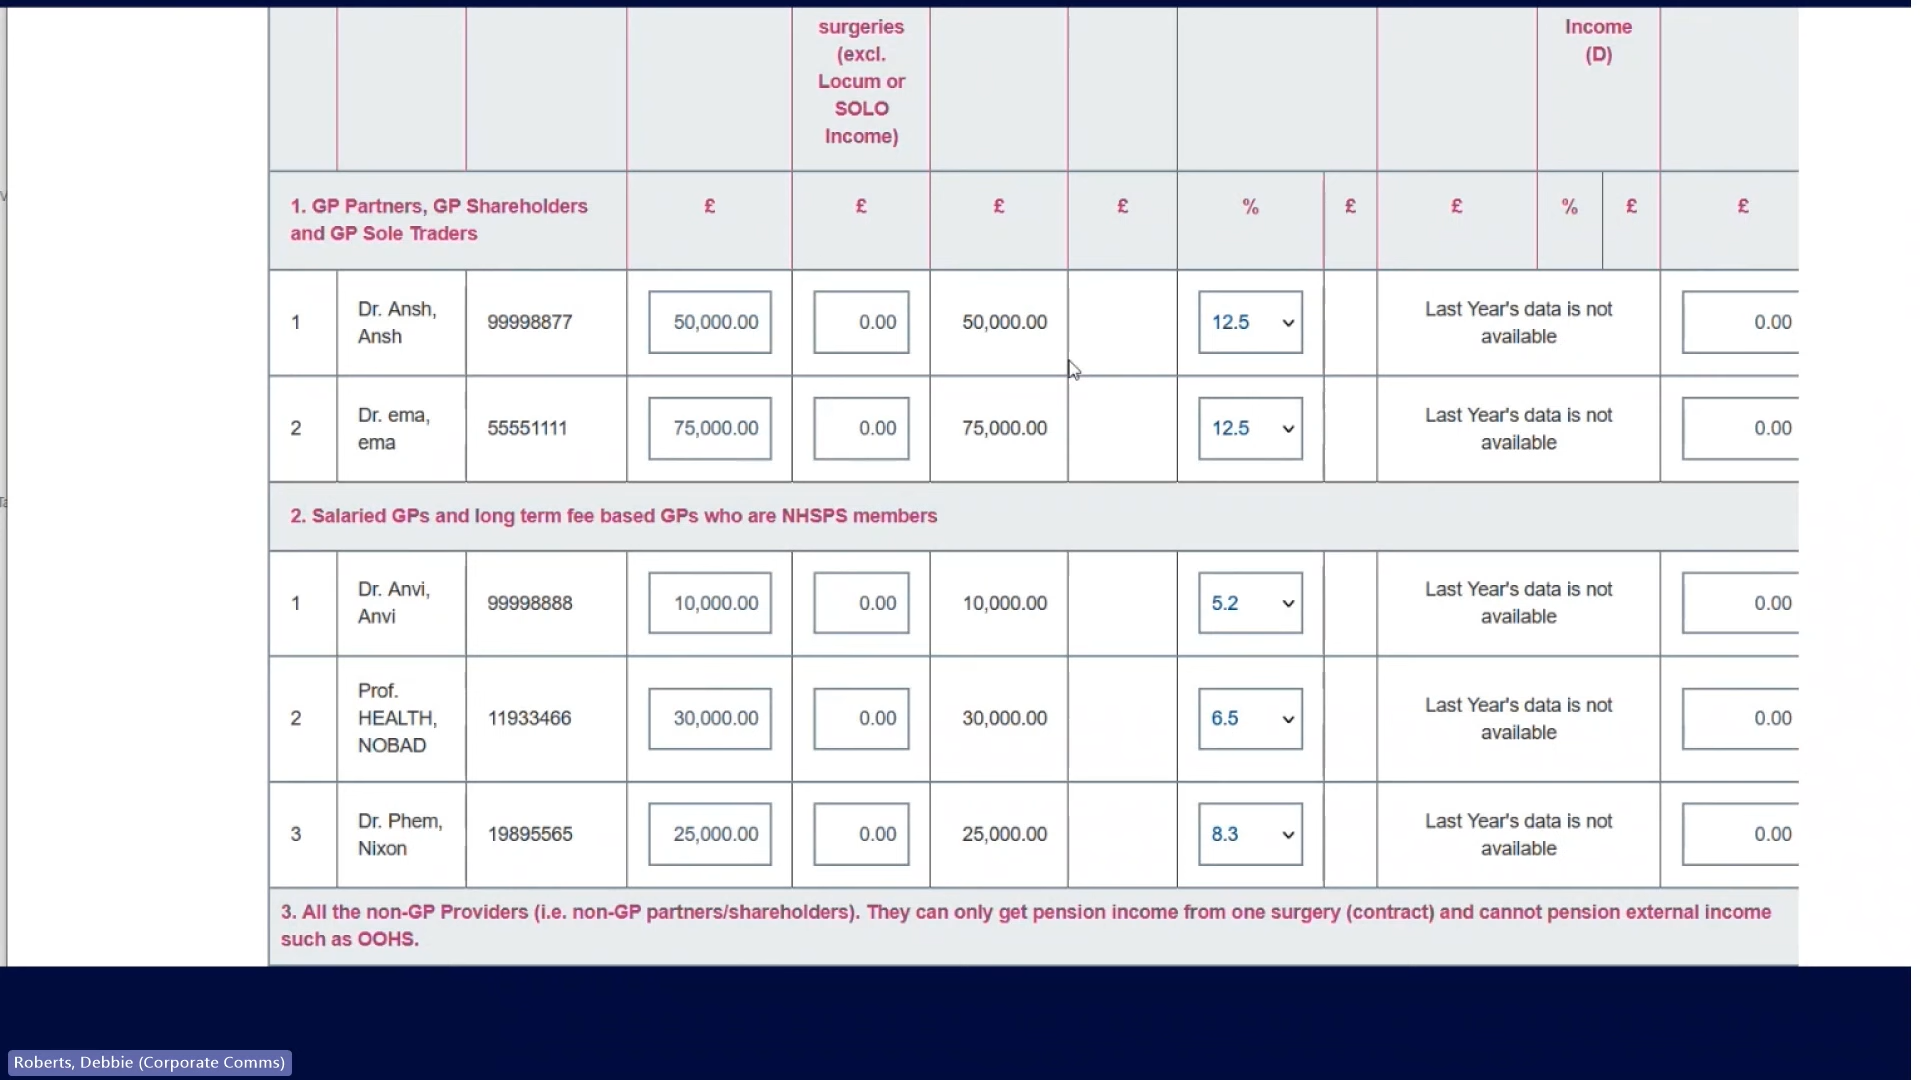 surgeries
(excl.
Locum or
SOLO
Income)
Income
(D)
1. GP Partners, GP Shareholders
and GP Sole Traders
£ £ £ £ % £ £ % £ £
1 Dr. Ansh,
Ansh 99998877 50,000.00 0.00 50,000.00 12.5 Last Year's data is not
available 0.00
2 Dr. ema,
ema 55551111 75,000.00 0.00 75,000.00 12.5 Last Year's data is not
available 0.00
2. Salaried GPs and long term fee based GPs who are NHSPS members
1 Dr. Anvi,
Anvi 99998888 10,000.00 0.00 10,000.00 5.2 Last Year's data is not
available 0.00
2 Prof.
HEALTH,
NOBAD 11933466 30,000.00 0.00 30,000.00 6.5 Last Year's data is not
available 0.00
3 Dr. Phem,
Nixon 19895565 25,000.00 0.00 25,000.00 8.3 Last Year's data is not
available 0.00
3. All the non-GP Providers (i.e. non-GP partners/shareholders). They can only get pension income from one surgery (contract) and cannot pension external income
such as OOHS.
Roberts, Debbie (Corporate Comms)